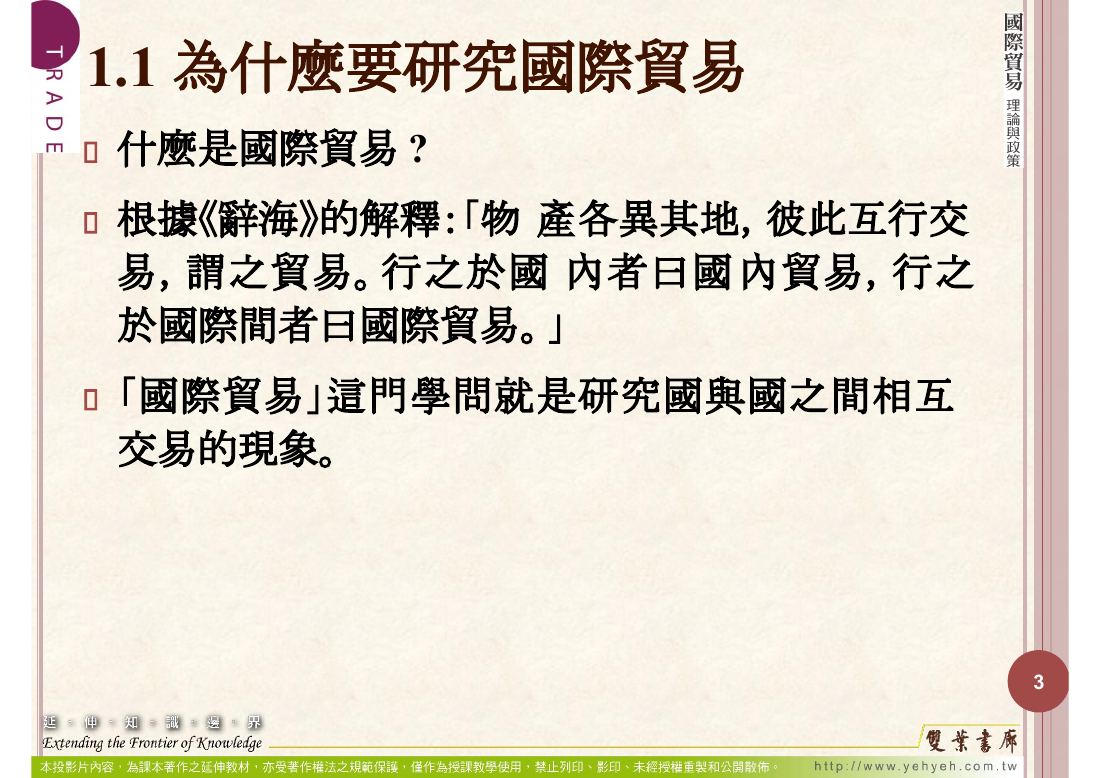 TRADE
國際貿易 理論與政策
1.1 為什麼要研究國際貿易
什麼是國際貿易?
根據《辭海》的解釋:「物 產各異其地, 彼此互行交
易, 謂之貿易。行之於國 內者曰國內貿易, 行之
於國際間者曰國際貿易。」
「國際貿易」這門學問就是研究國與國之間相互
交易的現象。
3
延‧伸‧知‧識‧邊‧界
Extending the Frontier of Knowledge
雙葉書廊
本投影片內容,為課本著作之延伸教材,亦受著作權法之規範保護,僅作為授課教學使用,禁止列印、影印、未經授權重製和公開散佈。
http://www.yehyeh.com.tw